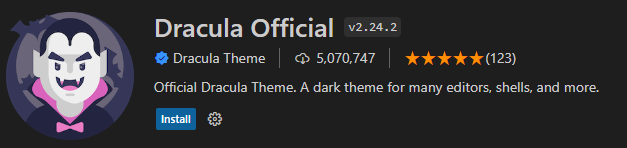 Dracula Official v2.24.2
Dracula Theme 5,070,747 (123)
Official Dracula Theme. A dark theme for many editors, shells, and more.
Install